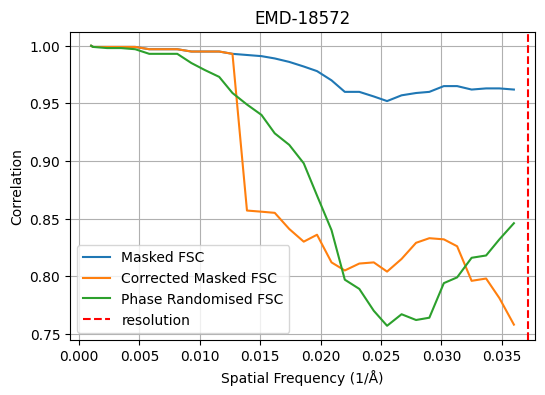 EMD-18572
1.00
0.95
0.90
0.85
0.80
0.75
Correlation
Masked FSC
Corrected Masked FSC
Phase Randomised FSC
resolution
0.000 0.005 0.010 0.015 0.020 0.025 0.030 0.035
Spatial Frequency (1/Å)